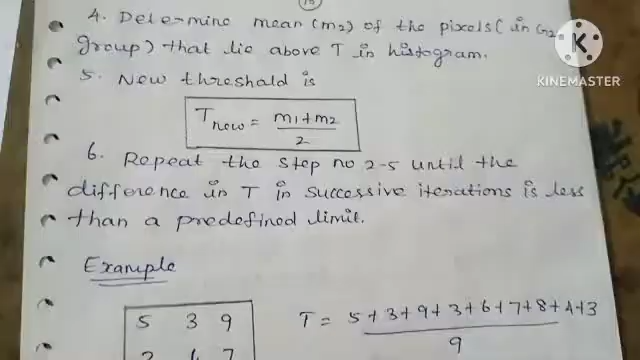 4. Determine mean (m2) of the pixels (in G2
group) that lie above T in histogram.
KINEMASTER
5. New threshold is
Tnew = m1+m2
2
6. Repeat the step no 2-5 until the
difference in T in successive iterations is less
than a predefined limit.
Example
5 3 9
T = 5+3+9+3+6+7+8+4+3
9
7